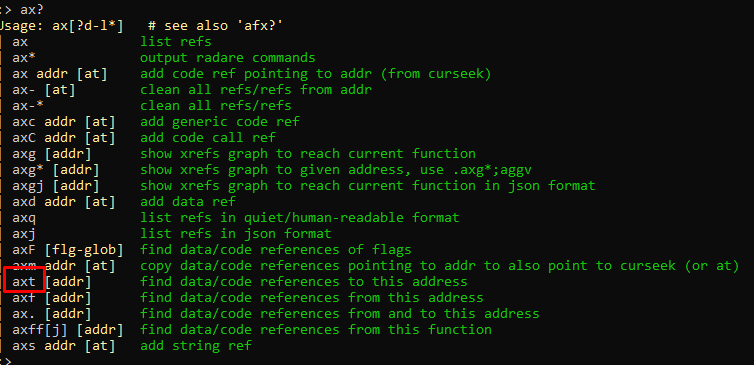 :> ax?
Usage: ax[?d-l*]   # see also 'afx?'
| ax              list refs
| ax*             output radare commands
| ax addr [at]    add code ref pointing to addr (from curseek)
| ax- [at]        clean all refs/refs from addr
| ax-*            clean all refs/refs
| axc addr [at]   add generic code ref
| axC addr [at]   add code call ref
| axg [addr]      show xrefs graph to reach current function
| axg* [addr]     show xrefs graph to given address, use .axg*;aggv
| axgj [addr]     show xrefs graph to reach current function in json format
| axd addr [at]   add data ref
| axq             list refs in quiet/human-readable format
| axj             list refs in json format
| axF [flg-glob]  find data/code references of flags
| axm addr [at]   copy data/code references pointing to addr to also point to curseek (or at)
| axt [addr]      find data/code references to this address
| axf [addr]      find data/code references from this address
| ax. [addr]      find data/code references from and to this address
| axff[j] [addr]  find data/code references from this function
| axs addr [at]   add string ref
:>